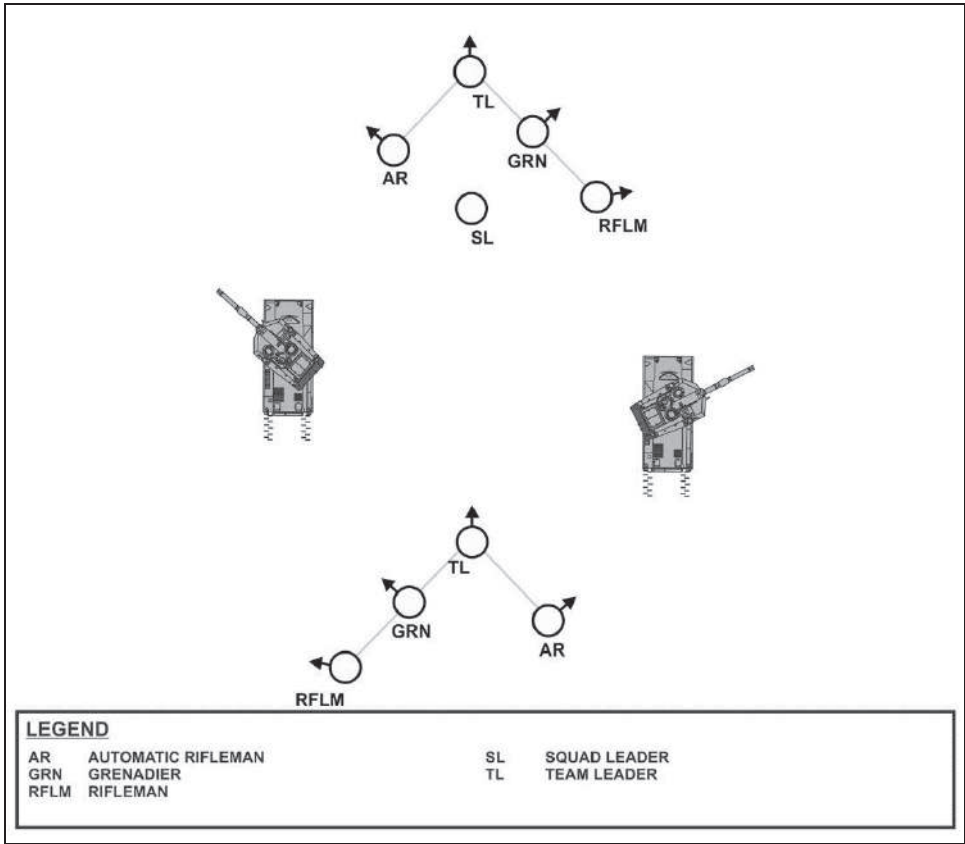 TL
GRN
AR
RFLM
SL
TL
GRN
AR
RFLM
LEGEND
AR AUTOMATIC RIFLEMAN SL SQUAD LEADER
GRN GRENADIER TL TEAM LEADER
RFLM RIFLEMAN